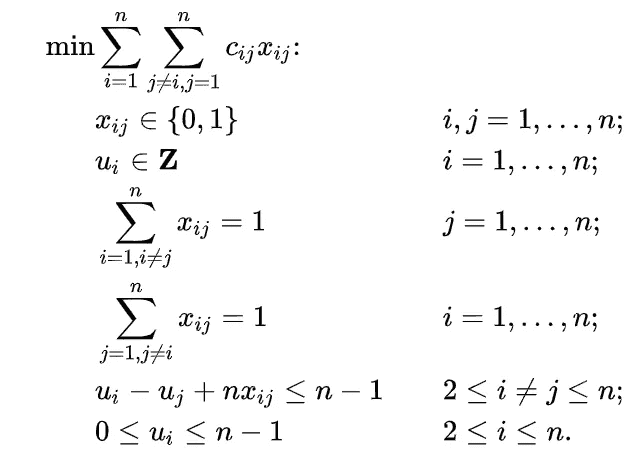 min ∑_{i=1}^{n} ∑_{j≠i,j=1}^{n} c_{ij}x_{ij}:
x_{ij} ∈ {0, 1} i, j = 1, …, n;
u_i ∈ 𝐙 i = 1, …, n;
∑_{i=1,i≠j}^{n} x_{ij} = 1 j = 1, …, n;
∑_{j=1,j≠i}^{n} x_{ij} = 1 i = 1, …, n;
u_i − u_j + nx_{ij} ≤ n − 1 2 ≤ i ≠ j ≤ n;
0 ≤ u_i ≤ n − 1 2 ≤ i ≤ n.